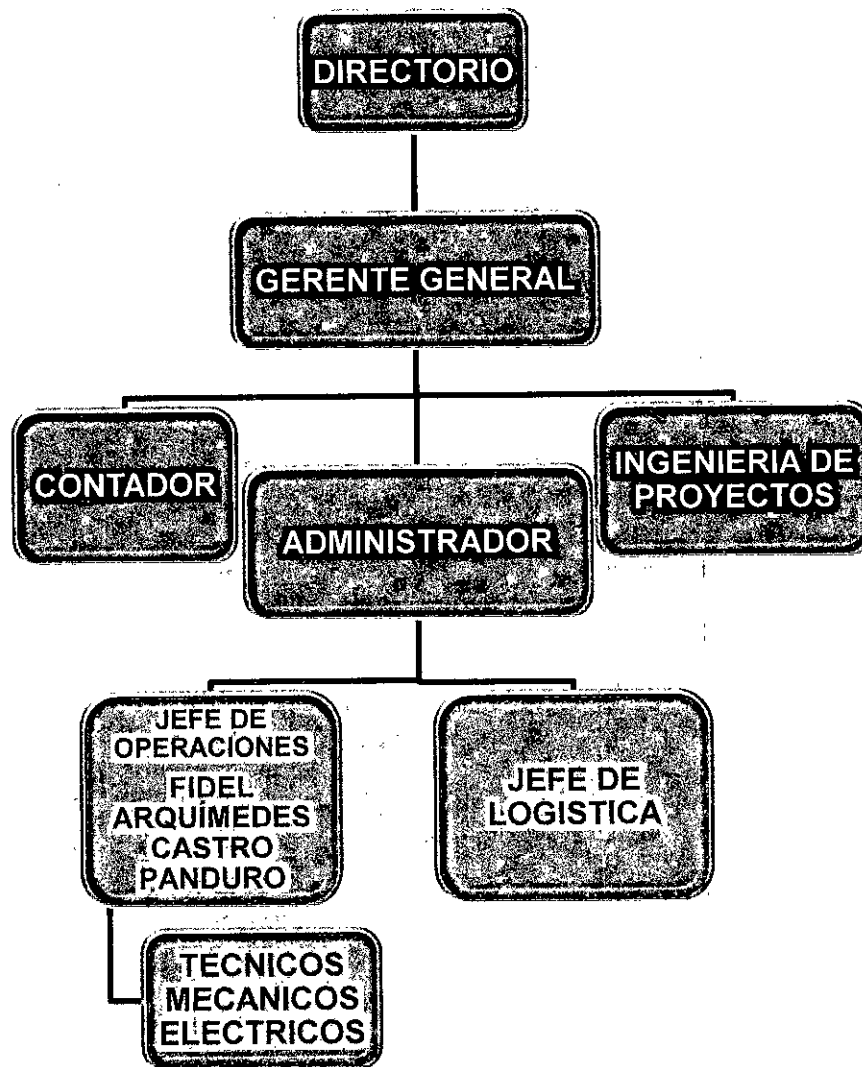 DIRECTORIO
GERENTE GENERAL
CONTADOR
ADMINISTRADOR
INGENIERIA DE
PROYECTOS
JEFE DE
OPERACIONES
FIDEL
ARQUÍMEDES
CASTRO
PANDURO
JEFE DE
LOGISTICA
TECNICOS
MECANICOS
ELECTRICOS